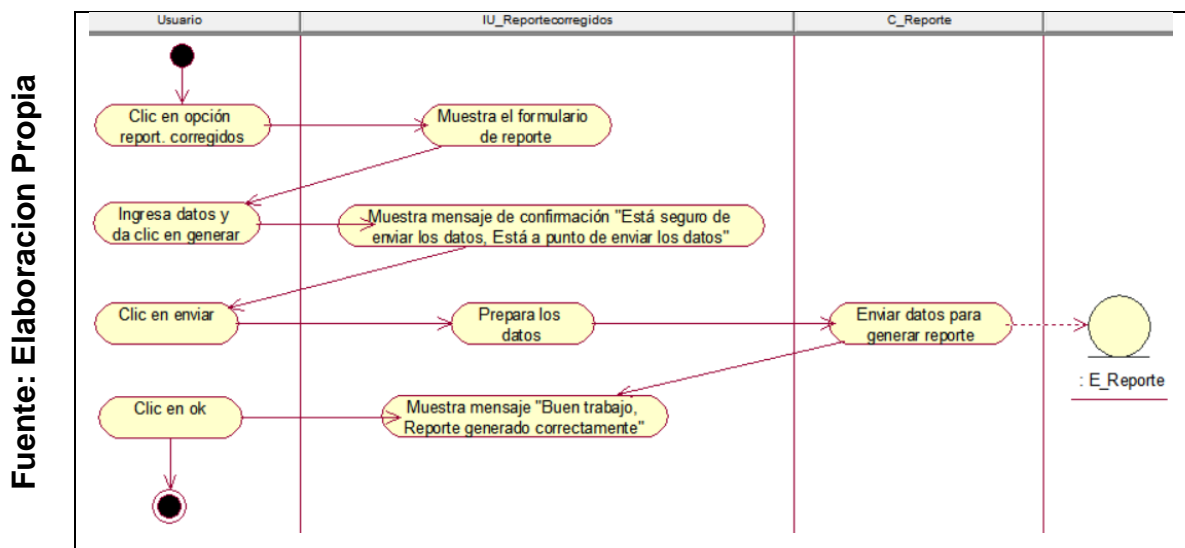 Fuente: Elaboracion Propia
Usuario
IU_Reportecorregidos
C_Reporte
Clic en opción
report. corregidos
Muestra el formulario
de reporte
Ingresa datos y
da clic en generar
Muestra mensaje de confirmación "Está seguro de
enviar los datos, Está a punto de enviar los datos"
Clic en enviar
Prepara los
datos
Enviar datos para
generar reporte
: E_Reporte
Clic en ok
Muestra mensaje "Buen trabajo,
Reporte generado correctamente"